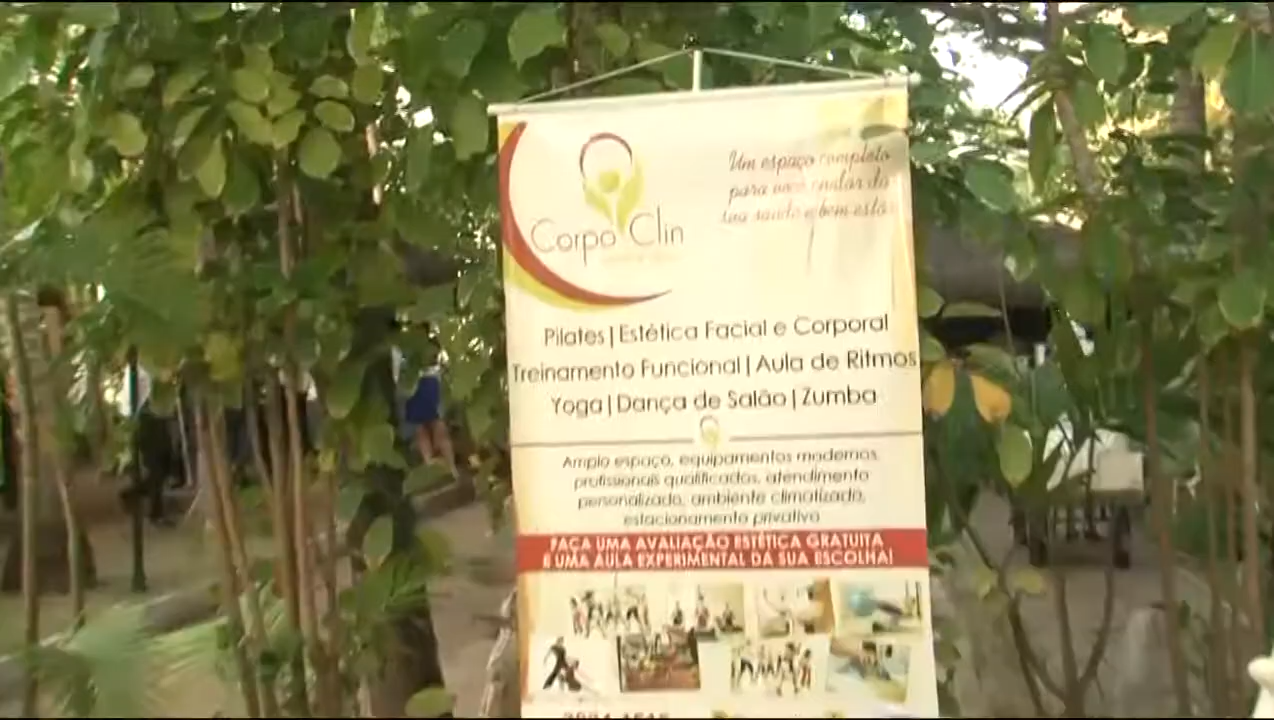 Um espaço completo
para você cuidar da
sua saúde e bem estar
Corpo Clin
Pilates|Estética Facial e Corporal
Treinamento Funcional|Aula de Ritmos
Yoga|Dança de Salão|Zumba
Amplo espaço, equipamentos modernos,
profissionais qualificados, atendimento
personalizado, ambiente climatizado,
estacionamento privativo
FAÇA UMA AVALIAÇÃO ESTÉTICA GRATUITA
E UMA AULA EXPERIMENTAL DA SUA ESCOLHA!